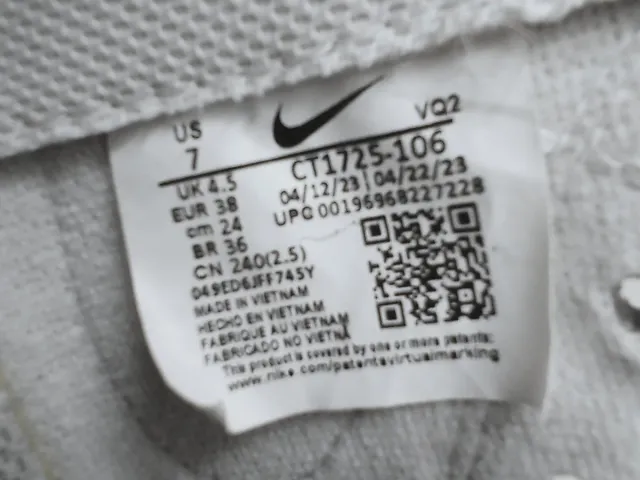 US
7
VQ2
UK 4.5
EUR 38
cm 24
BR 36
CN 240(2.5)
CT1725-106
04/12/23 | 04/22/23
UPC 00196968227228
049ED6JFF745Y
MADE IN VIETNAM
HECHO EN VIETNAM
FABRIQUE AU VIETNAM
FABRICADO NO VIETNÃ
This product is covered by one or more patents:
www.nike.com/patentsvirtualmarking